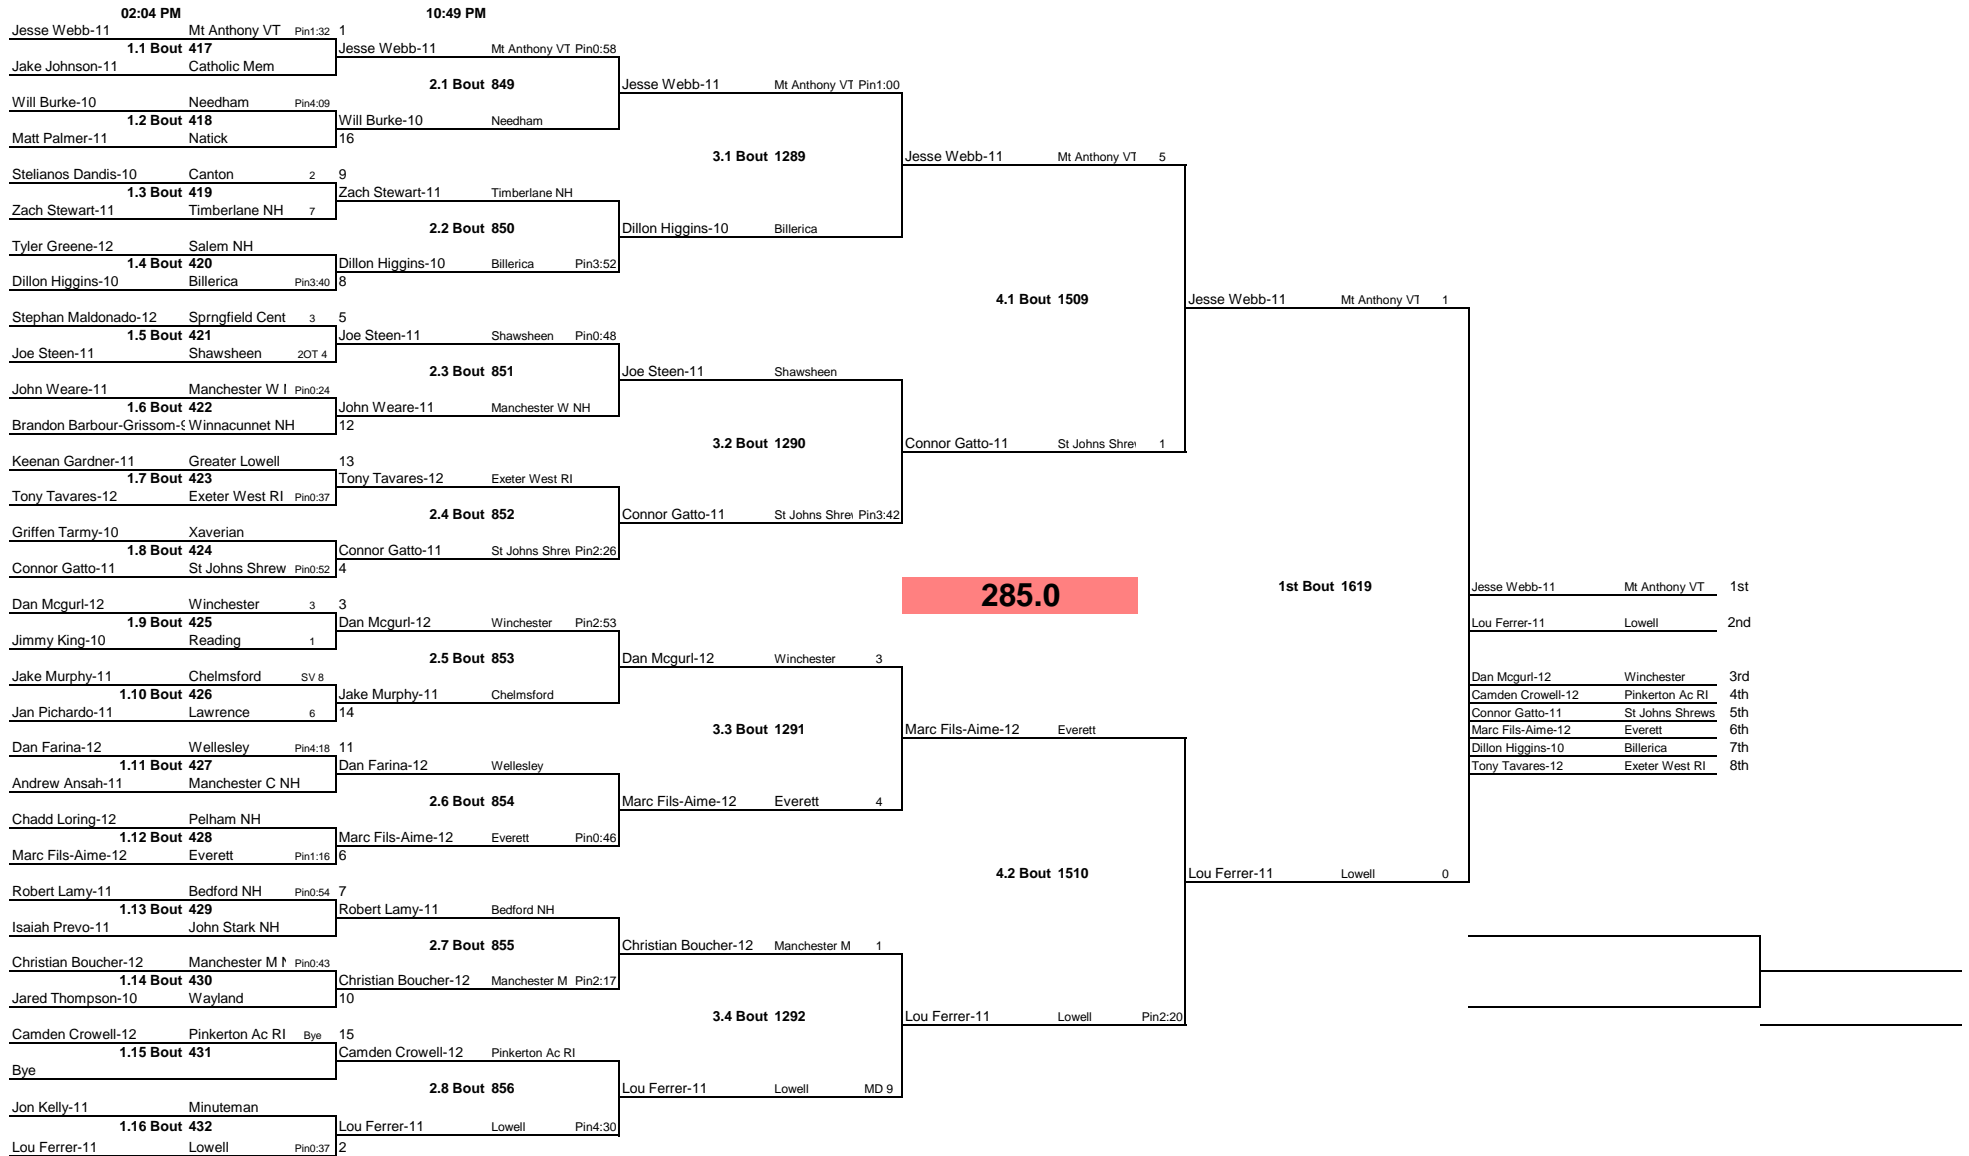 02:04 PM 10:49 PM
Jesse Webb-11 Mt Anthony VT Pin1:32 1
1.1 Bout 417 Jesse Webb-11 Mt Anthony VT Pin0:58
Jake Johnson-11 Catholic Mem
2.1 Bout 849 Jesse Webb-11 Mt Anthony VT Pin1:00
Will Burke-10 Needham Pin4:09
1.2 Bout 418 Will Burke-10 Needham
Matt Palmer-11 Natick 16
3.1 Bout 1289 Jesse Webb-11 Mt Anthony VT 5
Stelianos Dandis-10 Canton 2 9
1.3 Bout 419 Zach Stewart-11 Timberlane NH
Zach Stewart-11 Timberlane NH 7
2.2 Bout 850 Dillon Higgins-10 Billerica
Tyler Greene-12 Salem NH
1.4 Bout 420 Dillon Higgins-10 Billerica Pin3:52
Dillon Higgins-10 Billerica Pin3:40 8
4.1 Bout 1509 Jesse Webb-11 Mt Anthony VT 1
Stephan Maldonado-12 Sprngfield Cent 3 5
1.5 Bout 421 Joe Steen-11 Shawsheen Pin0:48
Joe Steen-11 Shawsheen 2OT 4
2.3 Bout 851 Joe Steen-11 Shawsheen
John Weare-11 Manchester W Pin0:24
1.6 Bout 422 John Weare-11 Manchester W NH
Brandon Barbour-Grissom- Winnacunnet NH 12
3.2 Bout 1290 Connor Gatto-11 St Johns Shre 1
Keenan Gardner-11 Greater Lowell 13
1.7 Bout 423 Tony Tavares-12 Exeter West RI
Tony Tavares-12 Exeter West RI Pin0:37
2.4 Bout 852 Connor Gatto-11 St Johns Shre Pin3:42
Griffen Tarmy-10 Xaverian
1.8 Bout 424 Connor Gatto-11 St Johns Shre Pin2:26
Connor Gatto-11 St Johns Shrew Pin0:52 4
285.0 1st Bout 1619 Jesse Webb-11 Mt Anthony VT 1st
Dan Mcgurl-12 Winchester 3 3
1.9 Bout 425 Dan Mcgurl-12 Winchester Pin2:53 Lou Ferrer-11 Lowell 2nd
Jimmy King-10 Reading 1
2.5 Bout 853 Dan Mcgurl-12 Winchester 3
Jake Murphy-11 Chelmsford SV 8 Dan Mcgurl-12 Winchester 3rd
1.10 Bout 426 Jake Murphy-11 Chelmsford Camden Crowell-12 Pinkerton Ac RI 4th
Jan Pichardo-11 Lawrence 6 14 Connor Gatto-11 St Johns Shrews 5th
3.3 Bout 1291 Marc Fils-Aime-12 Everett Marc Fils-Aime-12 Everett 6th
Dan Farina-12 Wellesley Pin4:18 11 Dillon Higgins-10 Billerica 7th
1.11 Bout 427 Dan Farina-12 Wellesley Tony Tavares-12 Exeter West RI 8th
Andrew Ansah-11 Manchester C NH
2.6 Bout 854 Marc Fils-Aime-12 Everett 4
Chadd Loring-12 Pelham NH
1.12 Bout 428 Marc Fils-Aime-12 Everett Pin0:46
Marc Fils-Aime-12 Everett Pin1:16 6
4.2 Bout 1510 Lou Ferrer-11 Lowell 0
Robert Lamy-11 Bedford NH Pin0:54 7
1.13 Bout 429 Robert Lamy-11 Bedford NH
Isaiah Prevo-11 John Stark NH
2.7 Bout 855 Christian Boucher-12 Manchester M 1
Christian Boucher-12 Manchester M Pin0:43
1.14 Bout 430 Christian Boucher-12 Manchester M Pin2:17
Jared Thompson-10 Wayland 10
3.4 Bout 1292 Lou Ferrer-11 Lowell Pin2:20
Camden Crowell-12 Pinkerton Ac RI Bye 15
1.15 Bout 431 Camden Crowell-12 Pinkerton Ac RI
Bye
2.8 Bout 856 Lou Ferrer-11 Lowell MD 9
Jon Kelly-11 Minuteman
1.16 Bout 432 Lou Ferrer-11 Lowell Pin4:30
Lou Ferrer-11 Lowell Pin0:37 2